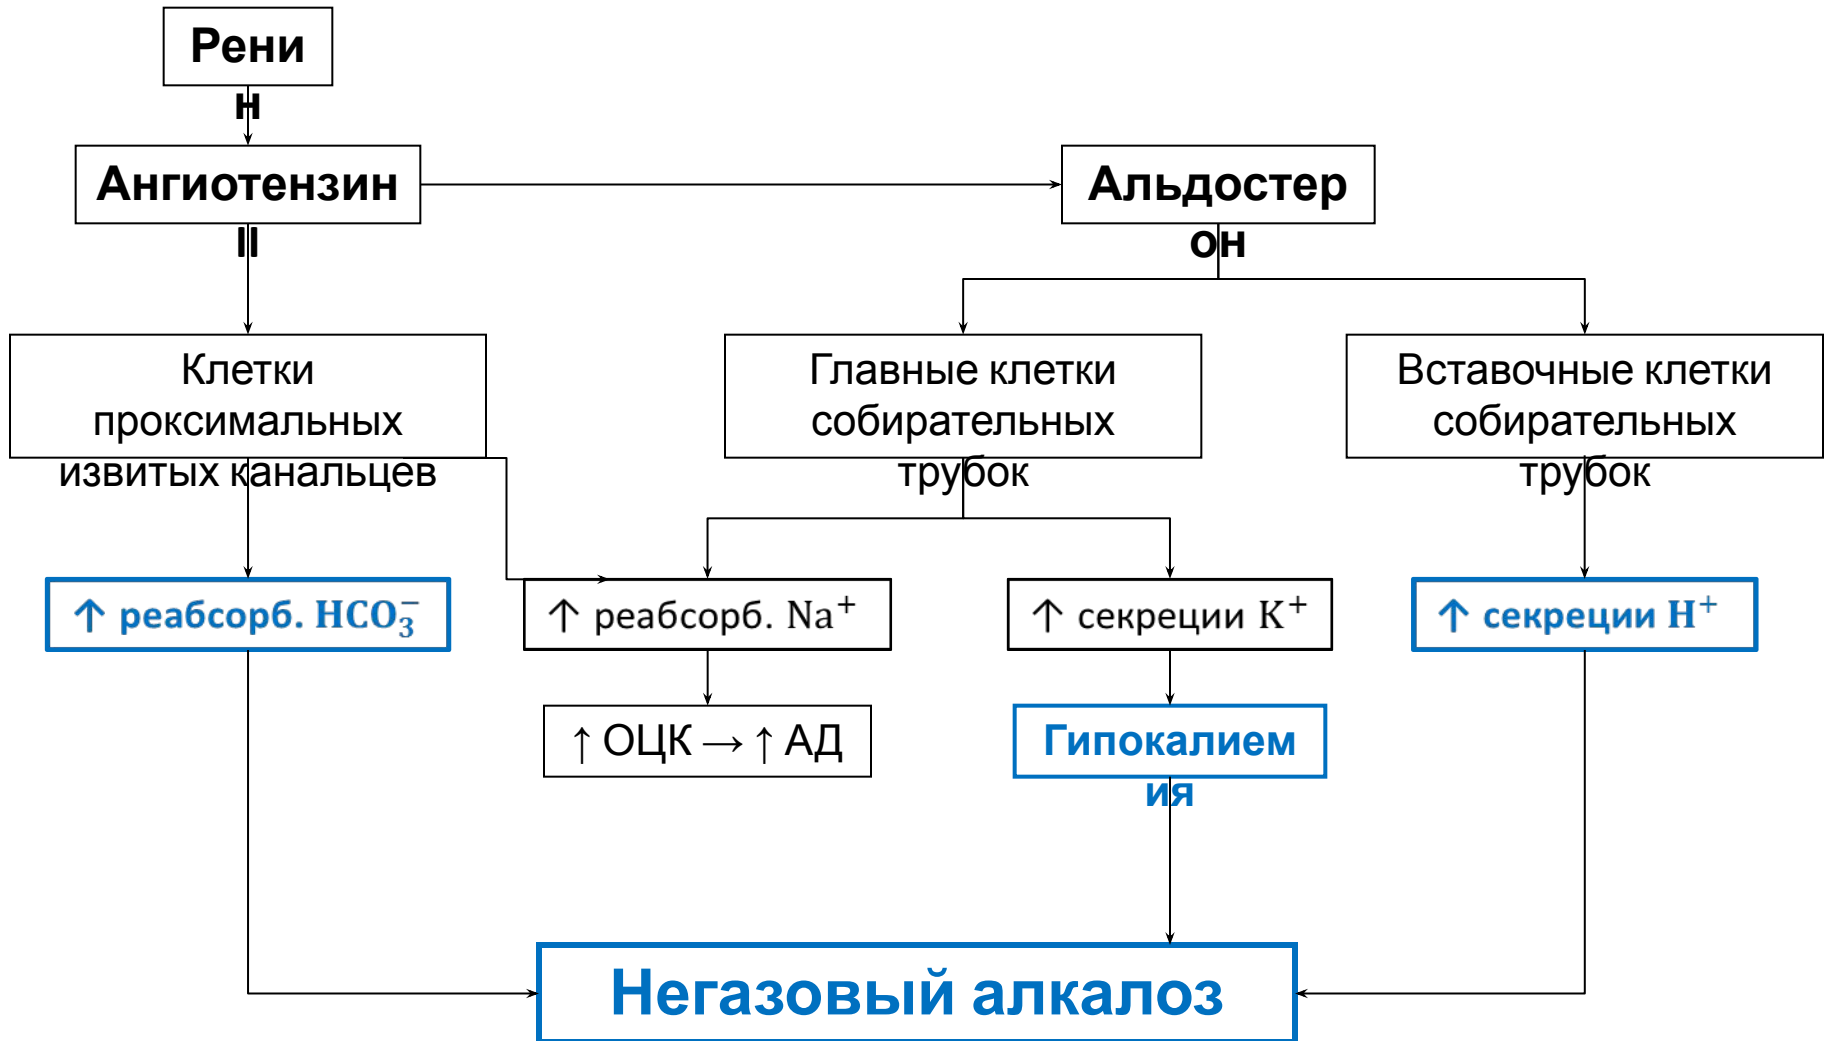 Рени
н
Ангиотензин
II
Альдостер
он
Клетки
проксимальных
извитых канальцев
Главные клетки
собирательных
трубок
Вставочные клетки
собирательных
трубок
↑ реабсорб. HCO₃⁻
↑ реабсорб. Na⁺
↑ секреции K⁺
↑ секреции H⁺
↑ ОЦК → ↑ АД
Гипокалием
ия
Негазовый алкалоз